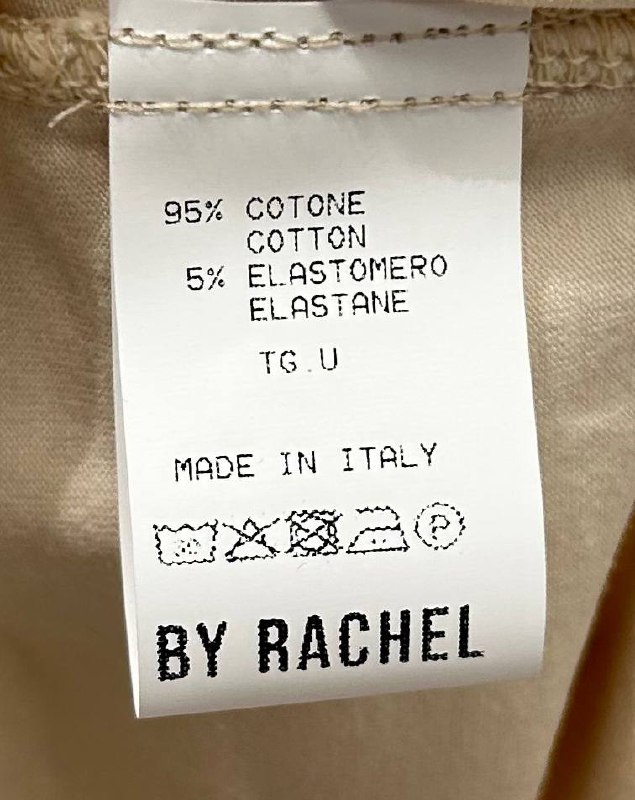 95% COTONE
COTTON
5% ELASTOMERO
ELASTANE
TG.U
MADE IN ITALY
P
BY RACHEL